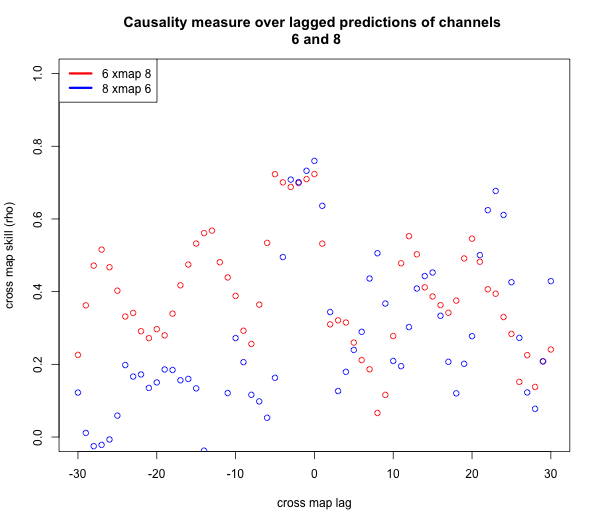 Causality measure over lagged predictions of channels
6 and 8
6 xmap 8
8 xmap 6
cross map skill (rho)
1.0
0.8
0.6
0.4
0.2
0.0
-30
-20
-10
0
10
20
30
cross map lag